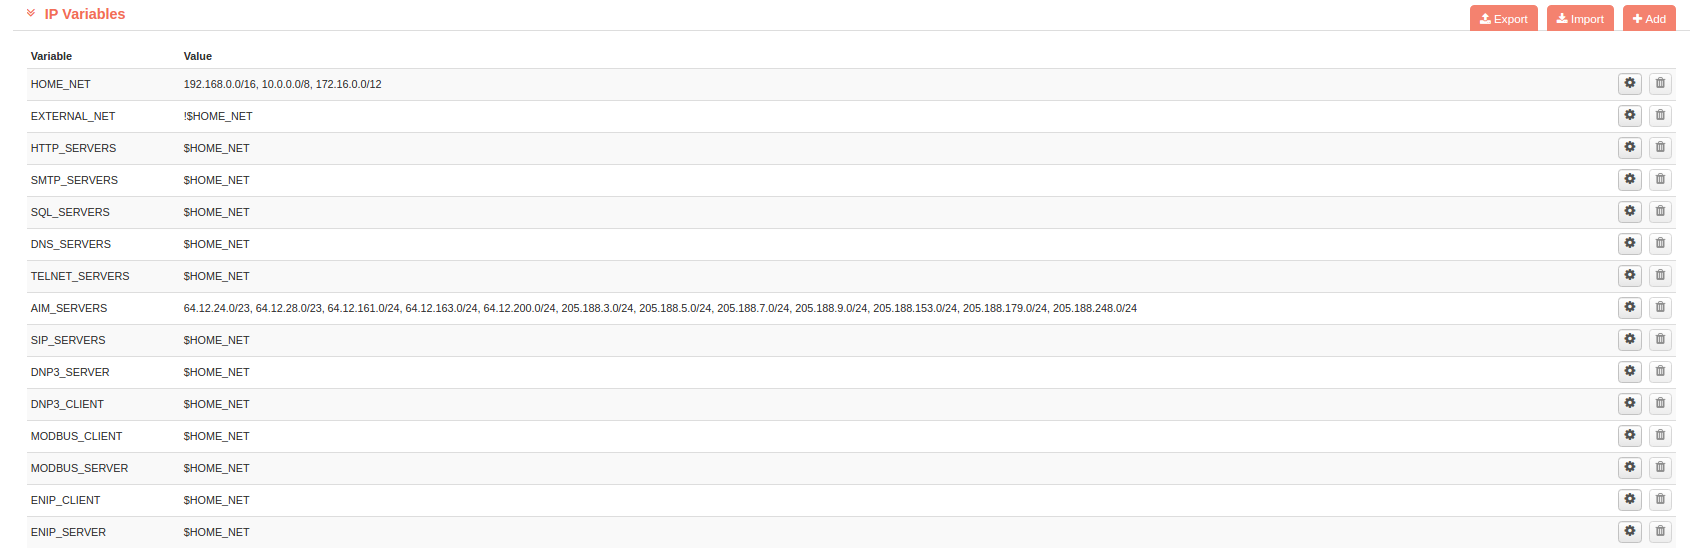 IP Variables
Export Import Add
Variable Value
HOME_NET 192.168.0.0/16, 10.0.0.0/8, 172.16.0.0/12
EXTERNAL_NET !$HOME_NET
HTTP_SERVERS $HOME_NET
SMTP_SERVERS $HOME_NET
SQL_SERVERS $HOME_NET
DNS_SERVERS $HOME_NET
TELNET_SERVERS $HOME_NET
AIM_SERVERS 64.12.24.0/23, 64.12.28.0/23, 64.12.161.0/24, 64.12.163.0/24, 64.12.200.0/24, 205.188.3.0/24, 205.188.5.0/24, 205.188.7.0/24, 205.188.9.0/24, 205.188.153.0/24, 205.188.179.0/24, 205.188.248.0/24
SIP_SERVERS $HOME_NET
DNP3_SERVER $HOME_NET
DNP3_CLIENT $HOME_NET
MODBUS_CLIENT $HOME_NET
MODBUS_SERVER $HOME_NET
ENIP_CLIENT $HOME_NET
ENIP_SERVER $HOME_NET